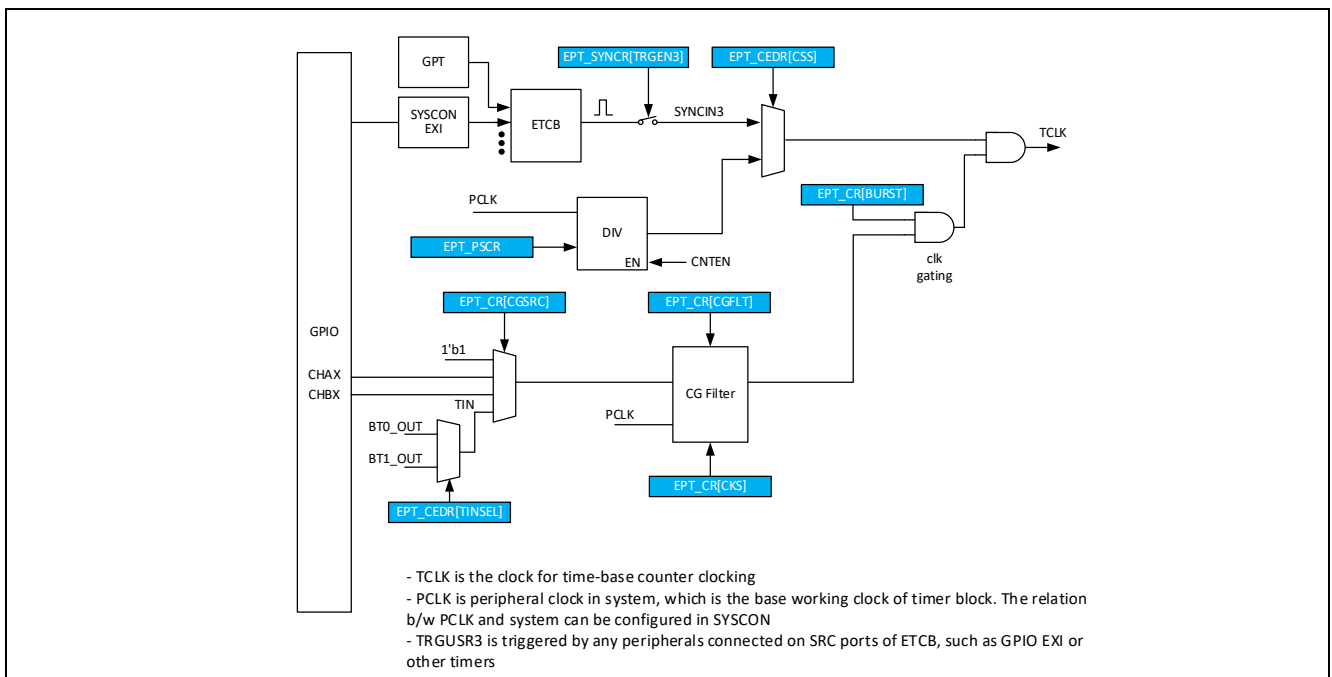 GPT
EPT_SYNCR[TRGEN3]
EPT_CEDR[CSS]
SYSCON
EXI
ETCB
SYNCIN3
TCLK
EPT_CR[BURST]
PCLK
DIV
EPT_PSCR
EN
CNTEN
clk
gating
EPT_CR[CGSRC]
EPT_CR[CGFLT]
GPIO
1'b1
CHAX
CHBX
TIN
CG Filter
PCLK
BT0_OUT
BT1_OUT
EPT_CR[CKS]
EPT_CEDR[TINSEL]
- TCLK is the clock for time-base counter clocking
- PCLK is peripheral clock in system, which is the base working clock of timer block. The relation
b/w PCLK and system can be configured in SYSCON
- TRGUSR3 is triggered by any peripherals connected on SRC ports of ETCB, such as GPIO EXI or
other timers